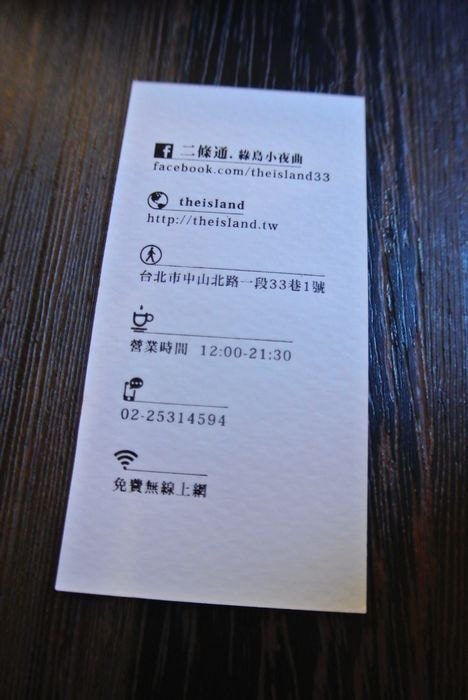 二條通．綠島小夜曲
facebook.com/theisland33
theisland
http://theisland.tw
台北市中山北路一段33巷1號
營業時間 12:00-21:30
02-25314594
免費無線上網